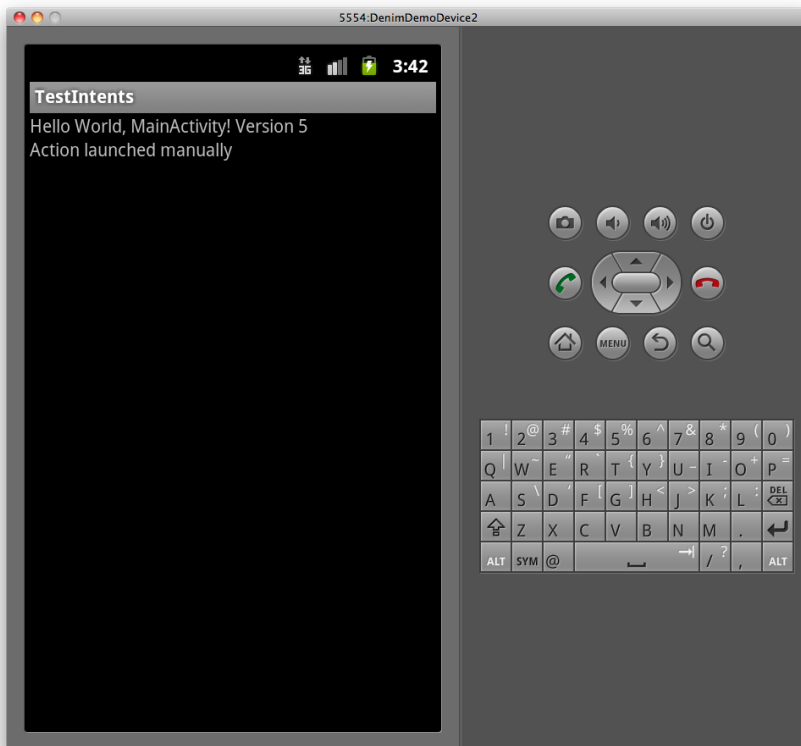 5554:DenimDemoDevice2
3G 3:42
TestIntents
Hello World, MainActivity! Version 5
Action launched manually
MENU
1 ! 2 @ 3 # 4 $ 5 % 6 ^ 7 & 8 * 9 ( 0 )
Q | W ~ E “ R ` T { Y } U _ I - O + P =
A S \ D ‘ F [ G ] H < J > K ; L : DEL
Z X C V B N M .
ALT SYM @ / ? , ALT